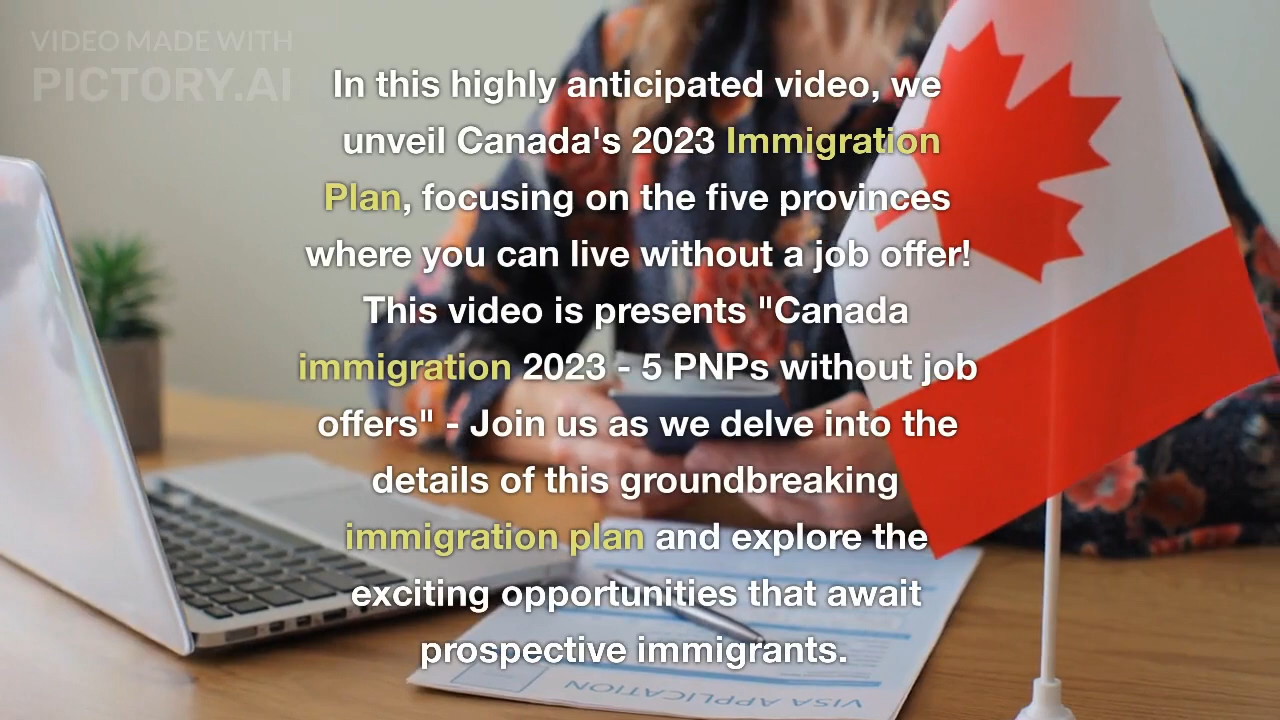 VIDEO MADE WITH
PICTORY.AI
In this highly anticipated video, we
unveil Canada's 2023 Immigration
Plan, focusing on the five provinces
where you can live without a job offer!
This video is presents "Canada
immigration 2023 - 5 PNPs without job
offers" - Join us as we delve into the
details of this groundbreaking
immigration plan and explore the
exciting opportunities that await
prospective immigrants.
VISA APPLICATION